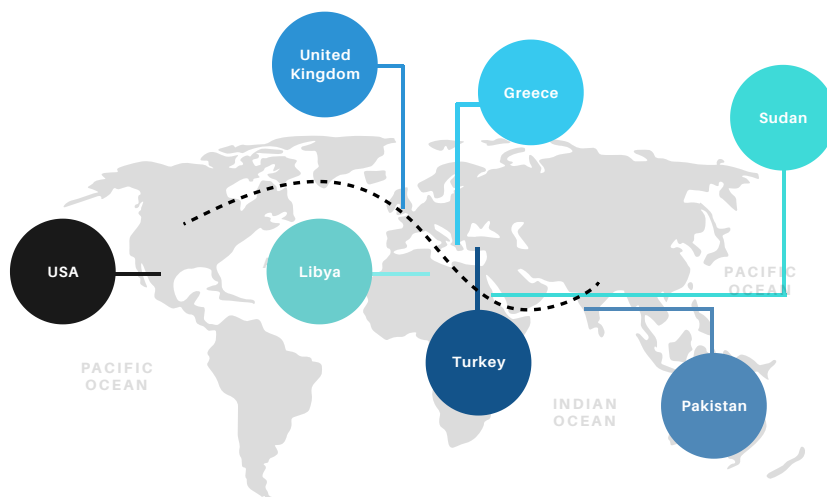 United
Kingdom
Greece
Sudan
USA
Libya
PACIFIC
OCEAN
Turkey
PACIFIC
OCEAN
INDIAN
OCEAN
Pakistan